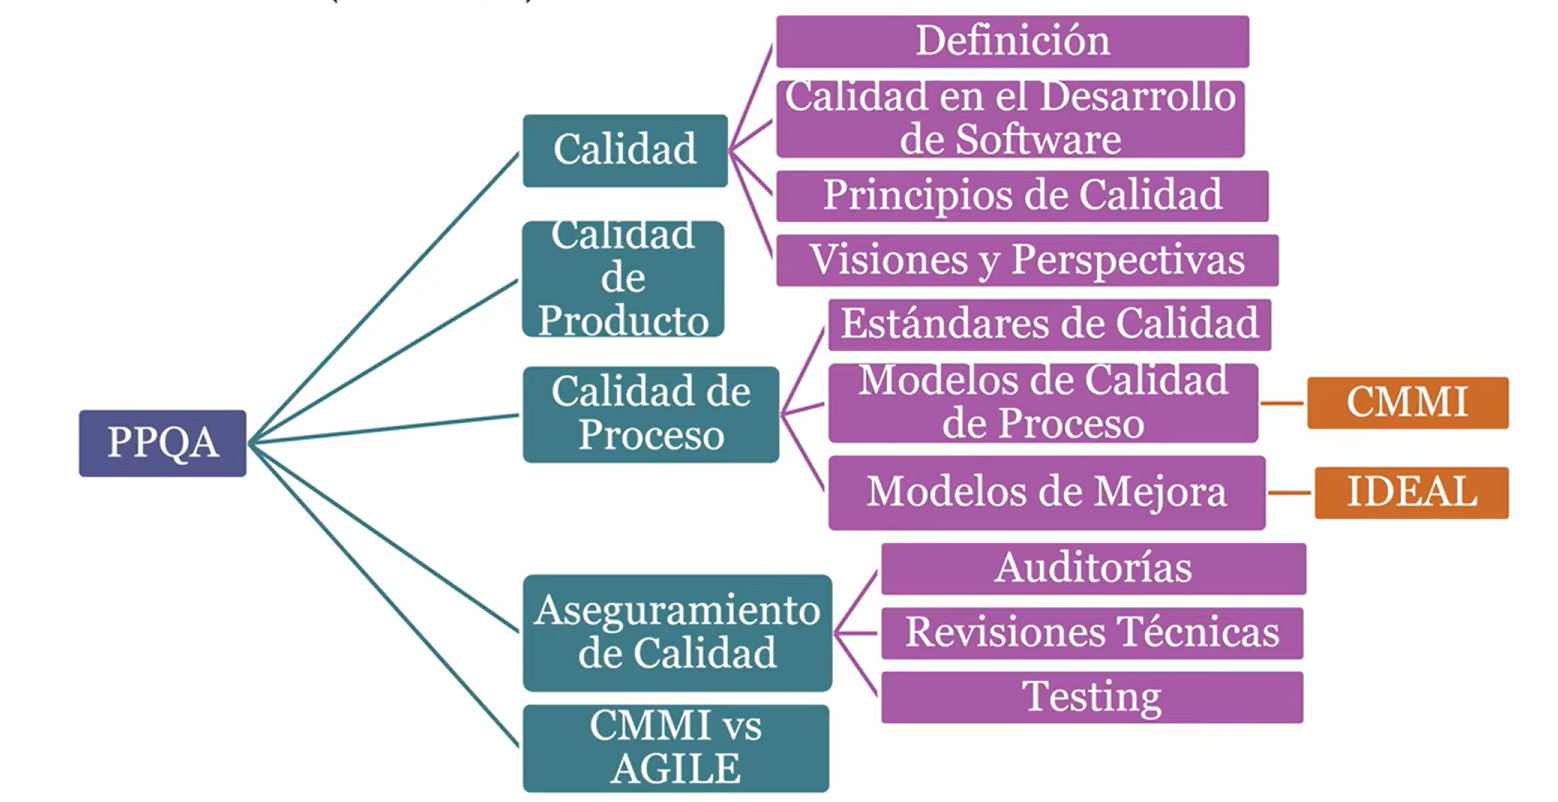 PPQA
Calidad
Definición
Calidad en el Desarrollo
de Software
Principios de Calidad
Visiones y Perspectivas
Calidad
de
Producto
Calidad de
Proceso
Estándares de Calidad
Modelos de Calidad
de Proceso
CMMI
Modelos de Mejora
IDEAL
Aseguramiento
de Calidad
Auditorías
Revisiones Técnicas
Testing
CMMI vs
AGILE